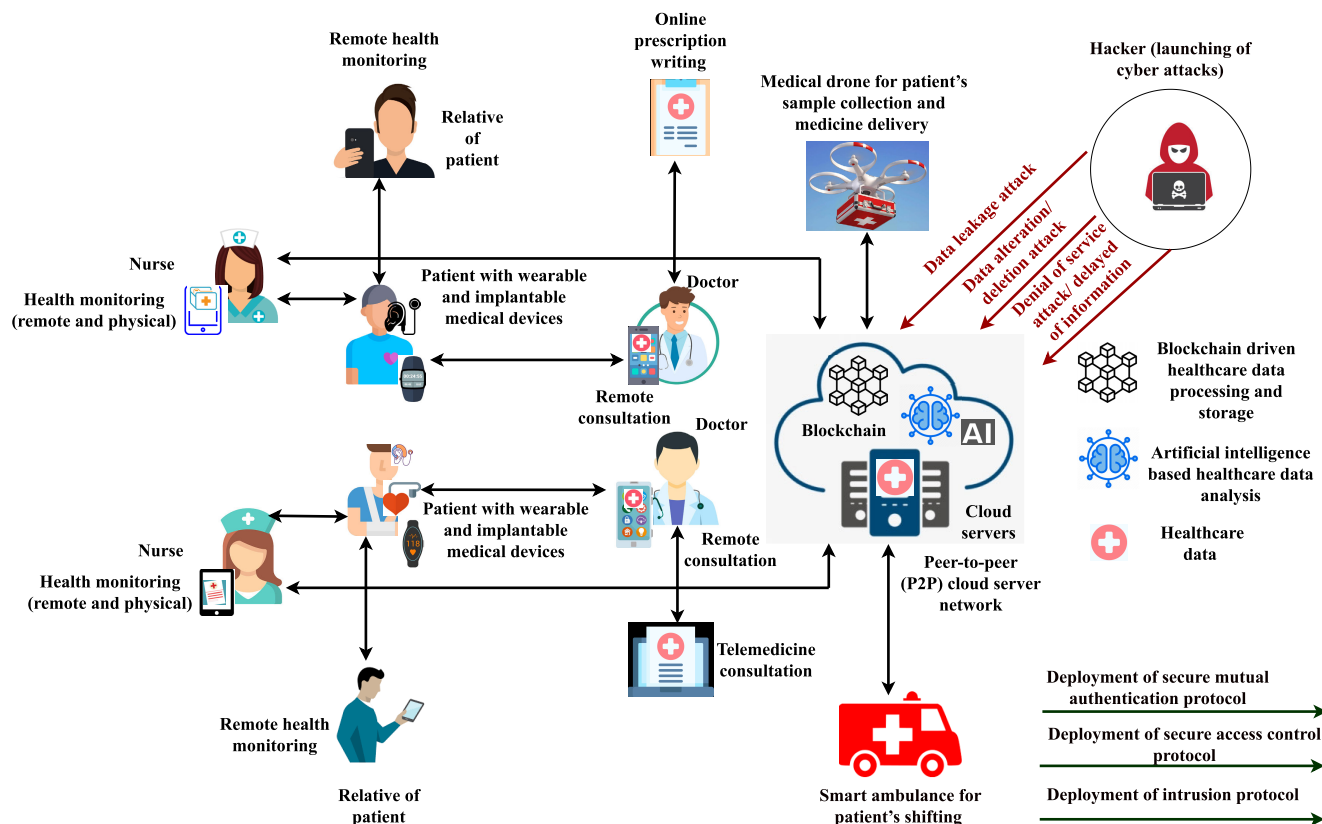 Remote health
monitoring
Relative
of
patient
Online
prescription
writing
Medical drone for patient's
sample collection and
medicine delivery
Hacker (launching of
cyber attacks)
Data leakage attack
Data alteration/
deletion attack
Denial of service
attack/ delayed
of information
Nurse
Health monitoring
(remote and physical)
Patient with wearable
and implantable
medical devices
Doctor
Remote
consultation
Blockchain
AI
Cloud
servers
Peer-to-peer
(P2P) cloud server
network
Blockchain driven
healthcare data
processing and
storage
Artificial intelligence
based healthcare data
analysis
Healthcare
data
Doctor
Patient with wearable
and implantable
medical devices
118
Remote
consultation
Nurse
Health monitoring
(remote and physical)
Telemedicine
consultation
Remote health
monitoring
Relative of
patient
Smart ambulance for
patient's shifting
Deployment of secure mutual
authentication protocol
Deployment of secure access control
protocol
Deployment of intrusion protocol